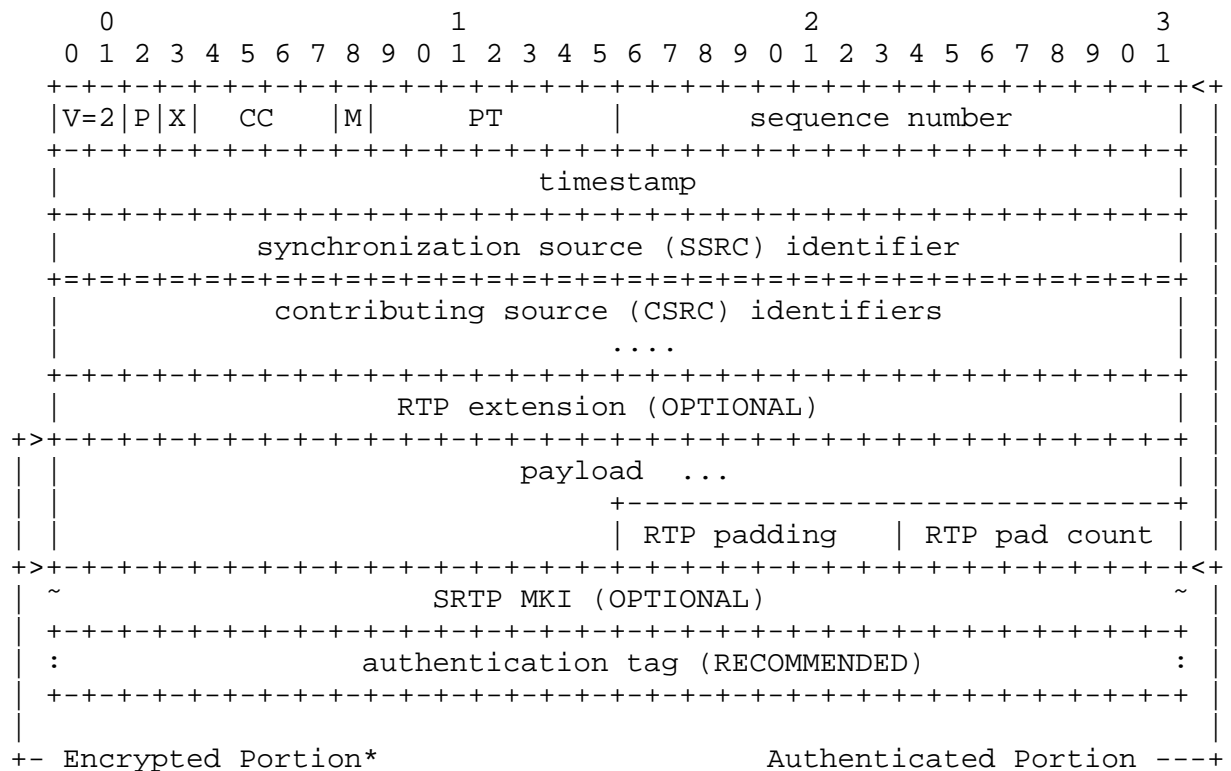 0                   1                   2                   3
   0 1 2 3 4 5 6 7 8 9 0 1 2 3 4 5 6 7 8 9 0 1 2 3 4 5 6 7 8 9 0 1
  +-+-+-+-+-+-+-+-+-+-+-+-+-+-+-+-+-+-+-+-+-+-+-+-+-+-+-+-+-+-+-+-+<+
  |V=2|P|X|  CC   |M|     PT      |       sequence number         | |
  +-+-+-+-+-+-+-+-+-+-+-+-+-+-+-+-+-+-+-+-+-+-+-+-+-+-+-+-+-+-+-+-+ |
  |                           timestamp                           | |
  +-+-+-+-+-+-+-+-+-+-+-+-+-+-+-+-+-+-+-+-+-+-+-+-+-+-+-+-+-+-+-+-+ |
  |           synchronization source (SSRC) identifier            | |
  +=+=+=+=+=+=+=+=+=+=+=+=+=+=+=+=+=+=+=+=+=+=+=+=+=+=+=+=+=+=+=+=+ |
  |            contributing source (CSRC) identifiers             | |
  |                               ....                            | |
  +-+-+-+-+-+-+-+-+-+-+-+-+-+-+-+-+-+-+-+-+-+-+-+-+-+-+-+-+-+-+-+-+ |
  |                   RTP extension (OPTIONAL)                    | |
+>+-+-+-+-+-+-+-+-+-+-+-+-+-+-+-+-+-+-+-+-+-+-+-+-+-+-+-+-+-+-+-+-+ |
| |                          payload  ...                         | |
| |                               +-------------------------------+ |
| |                               | RTP padding   | RTP pad count | |
+>+-+-+-+-+-+-+-+-+-+-+-+-+-+-+-+-+-+-+-+-+-+-+-+-+-+-+-+-+-+-+-+-+<+
| ~                     SRTP MKI (OPTIONAL)                       ~ |
| +-+-+-+-+-+-+-+-+-+-+-+-+-+-+-+-+-+-+-+-+-+-+-+-+-+-+-+-+-+-+-+-+ |
| :                 authentication tag (RECOMMENDED)              : |
| +-+-+-+-+-+-+-+-+-+-+-+-+-+-+-+-+-+-+-+-+-+-+-+-+-+-+-+-+-+-+-+-+ |
|                                                                   |
+- Encrypted Portion*                      Authenticated Portion ---+